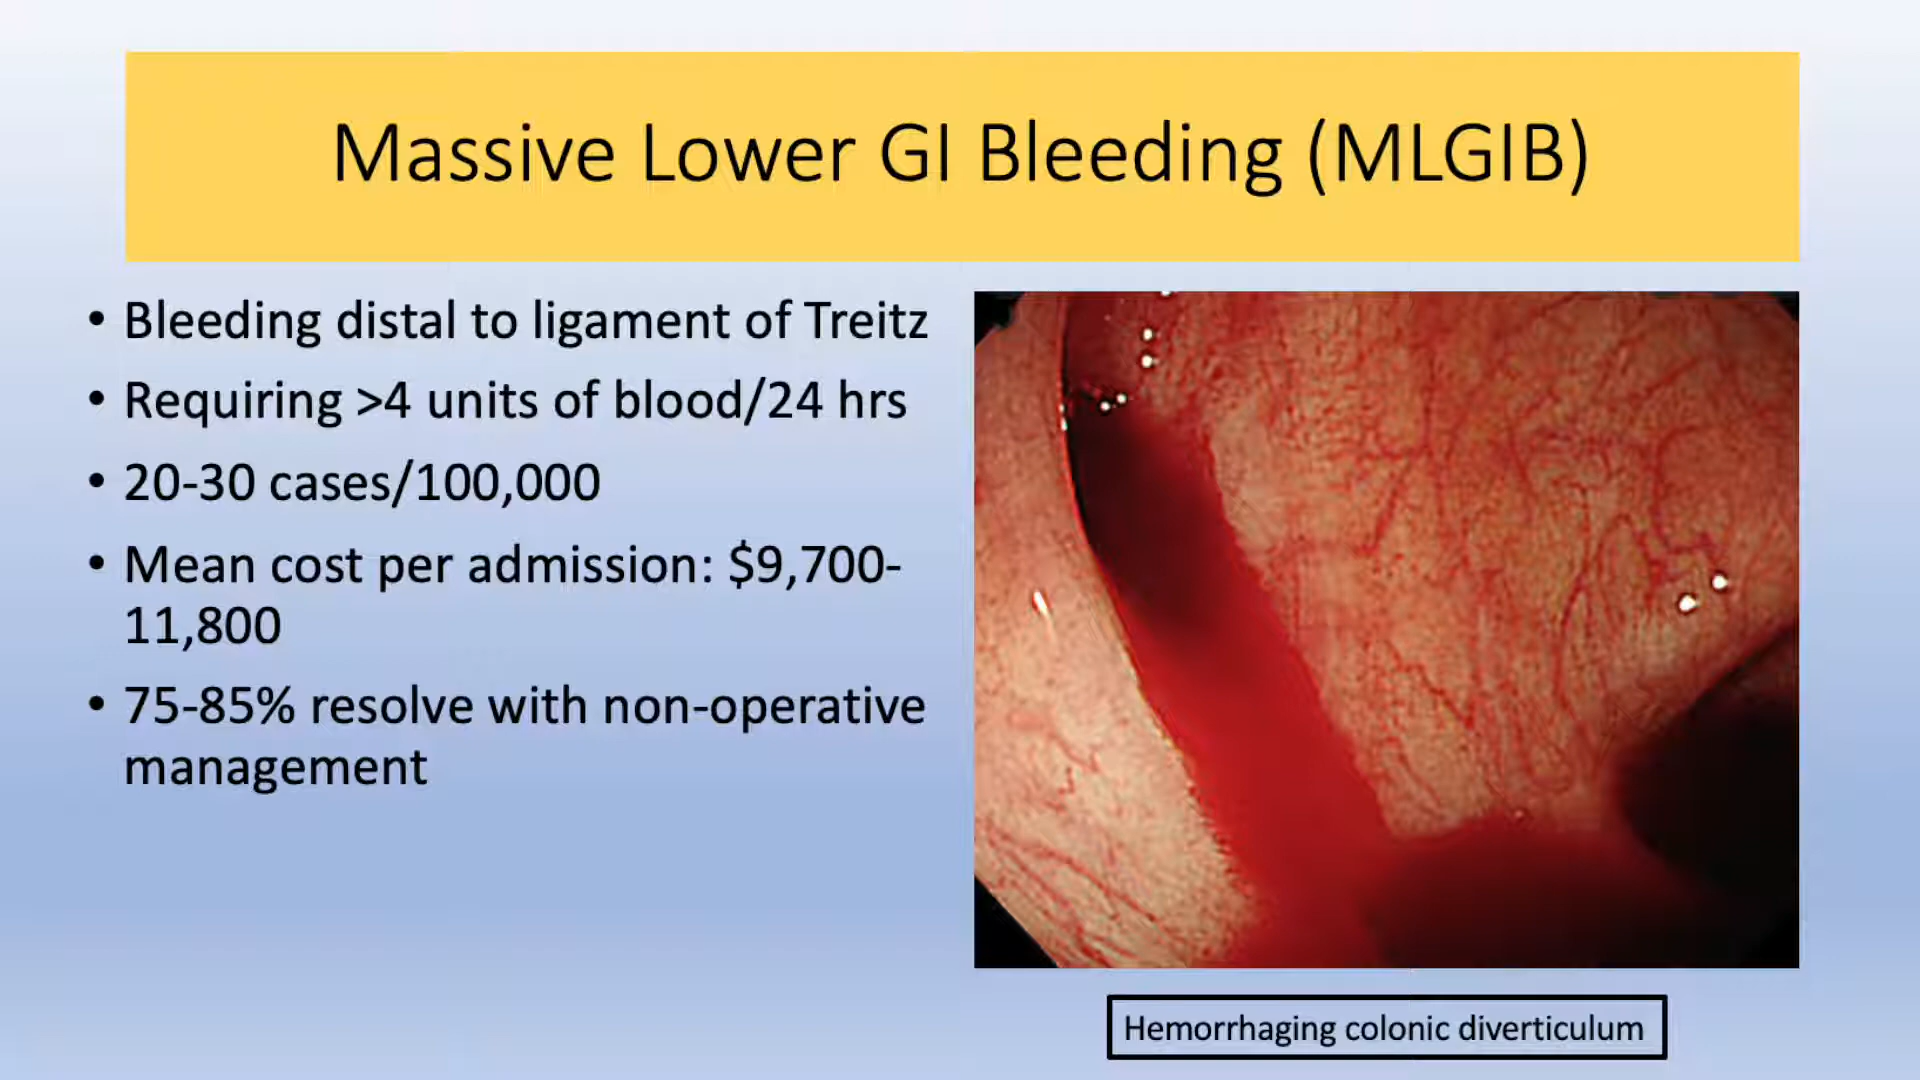 Massive Lower GI Bleeding (MLGIB)
• Bleeding distal to ligament of Treitz
• Requiring >4 units of blood/24 hrs
• 20-30 cases/100,000
• Mean cost per admission: $9,700-
11,800
• 75-85% resolve with non-operative
management
Hemorrhaging colonic diverticulum